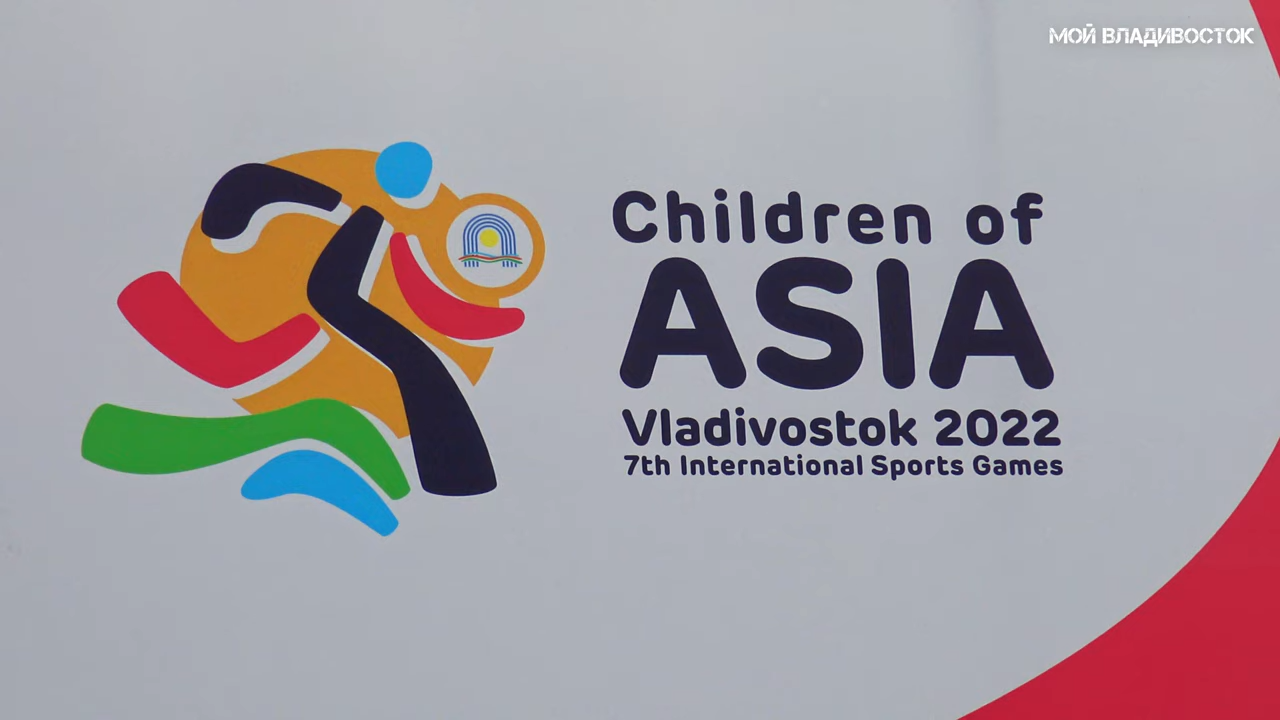 МОЙ ВЛАДИВОСТОК
Children of
ASIA
Vladivostok 2022
7th International Sports Games